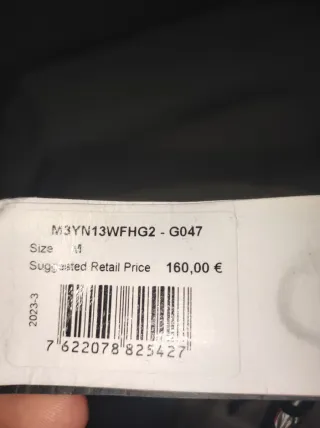 M3YN13WFHG2 - G047
Size M
Suggested Retail Price 160,00 €
2023-3
7 622078 825427